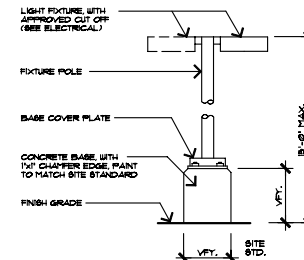 LIGHT FIXTURE, WITH
APPROVED CUT OFF
(SEE ELECTRICAL)
FIXTURE POLE
BASE COVER PLATE
CONCRETE BASE, WITH
1"x1" CHAMFER EDGE, PAINT
TO MATCH SITE STANDARD
FINISH GRADE
VFY.
SITE
STD.
VFY.
18'-0" MAX.